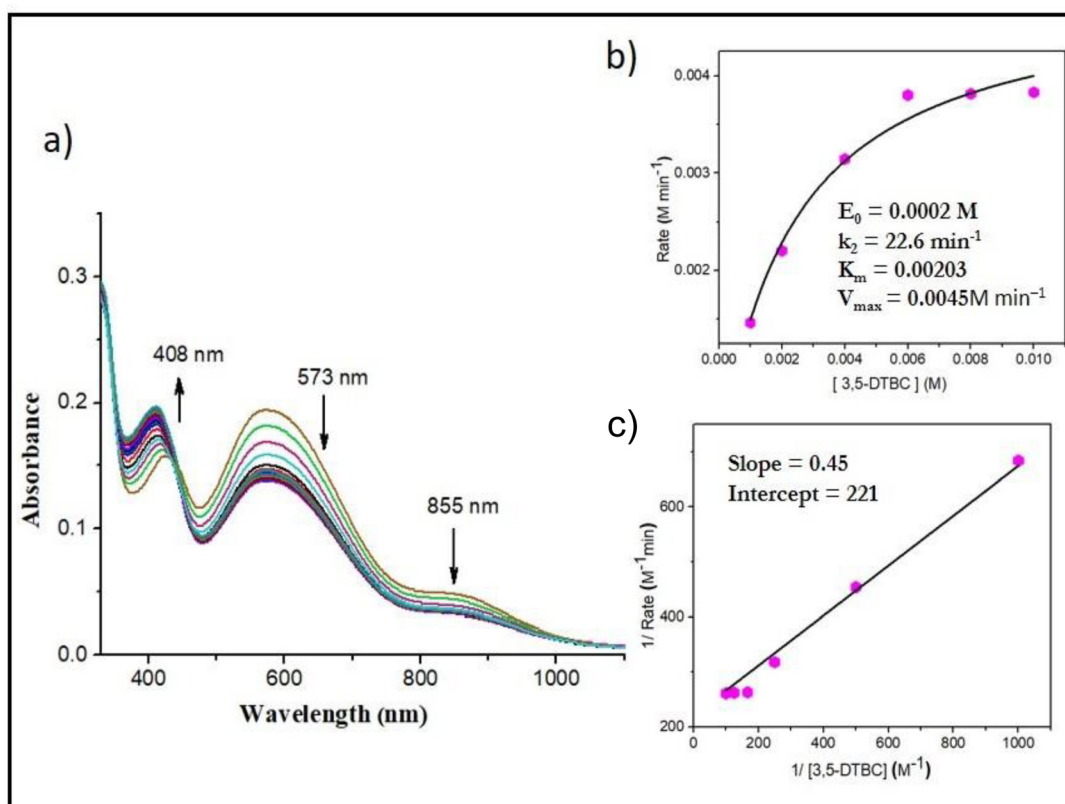 a)
0.3
0.2
0.1
0.0
Absorbance
408 nm
573 nm
855 nm
400 600 800 1000
Wavelength (nm)
b)
0.004
0.003
0.002
Rate (M min⁻¹)
E₀ = 0.0002 M
k₂ = 22.6 min⁻¹
Kₘ = 0.00203
Vₘₐₓ = 0.0045M min⁻¹
0.000 0.002 0.004 0.006 0.008 0.010
[ 3,5-DTBC ] (M)
c)
600
400
200
1/ Rate (M⁻¹min)
Slope = 0.45
Intercept = 221
0 200 400 600 800 1000
1/ [3,5-DTBC] (M⁻¹)